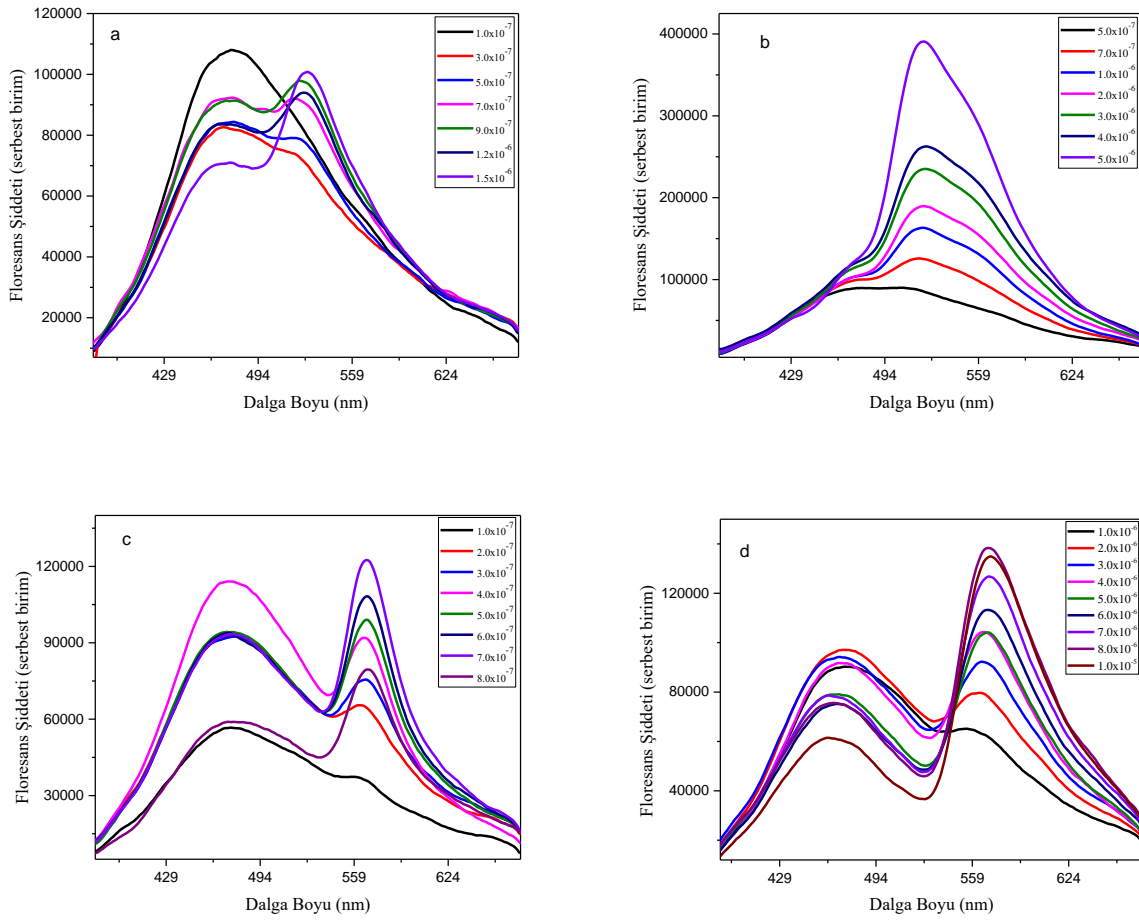 a
120000
100000
80000
60000
40000
20000
429 494 559 624
Dalga Boyu (nm)
Floresans Şiddeti (serbest birim)
1.0x10⁻⁷
3.0x10⁻⁷
5.0x10⁻⁷
7.0x10⁻⁷
9.0x10⁻⁷
1.2x10⁻⁶
1.5x10⁻⁶
b
400000
300000
200000
100000
429 494 559 624
Dalga Boyu (nm)
Floresans Şiddeti (serbest birim)
5.0x10⁻⁷
7.0x10⁻⁷
1.0x10⁻⁶
2.0x10⁻⁶
3.0x10⁻⁶
4.0x10⁻⁶
5.0x10⁻⁶
c
120000
90000
60000
30000
429 494 559 624
Dalga Boyu (nm)
Floresans Şiddeti (serbest birim)
1.0x10⁻⁷
2.0x10⁻⁷
3.0x10⁻⁷
4.0x10⁻⁷
5.0x10⁻⁷
6.0x10⁻⁷
7.0x10⁻⁷
8.0x10⁻⁷
d
120000
80000
40000
429 494 559 624
Dalga Boyu (nm)
Floresans Şiddeti (serbest birim)
1.0x10⁻⁶
2.0x10⁻⁶
3.0x10⁻⁶
4.0x10⁻⁶
5.0x10⁻⁶
6.0x10⁻⁶
7.0x10⁻⁶
8.0x10⁻⁶
1.0x10⁻⁵